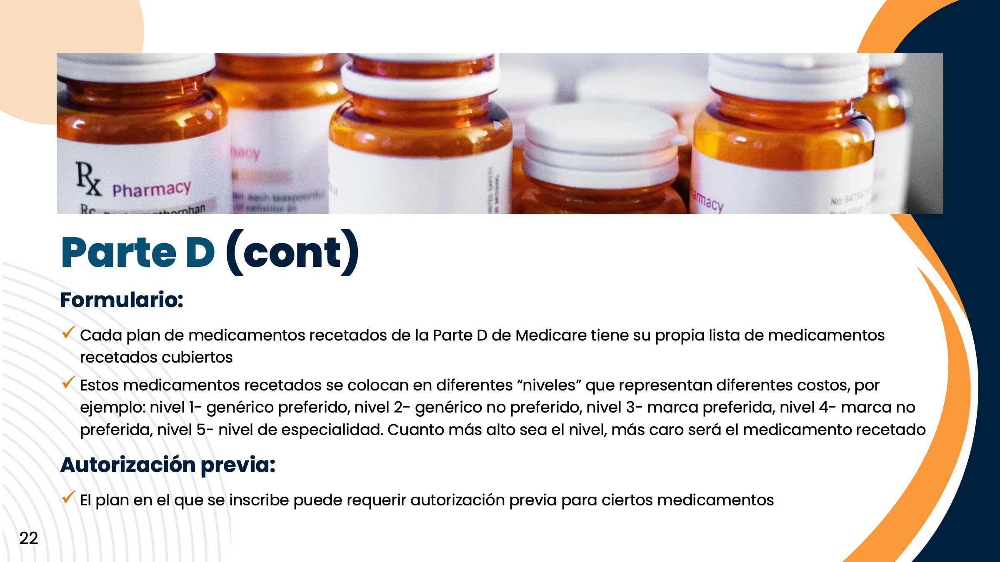 Rx Pharmacy
Pharmacy
Parte D (cont)
Formulario:
✓ Cada plan de medicamentos recetados de la Parte D de Medicare tiene su propia lista de medicamentos
recetados cubiertos
✓ Estos medicamentos recetados se colocan en diferentes “niveles” que representan diferentes costos, por
ejemplo: nivel 1- genérico preferido, nivel 2- genérico no preferido, nivel 3- marca preferida, nivel 4- marca no
preferida, nivel 5- nivel de especialidad. Cuanto más alto sea el nivel, más caro será el medicamento recetado
Autorización previa:
✓ El plan en el que se inscribe puede requerir autorización previa para ciertos medicamentos
22